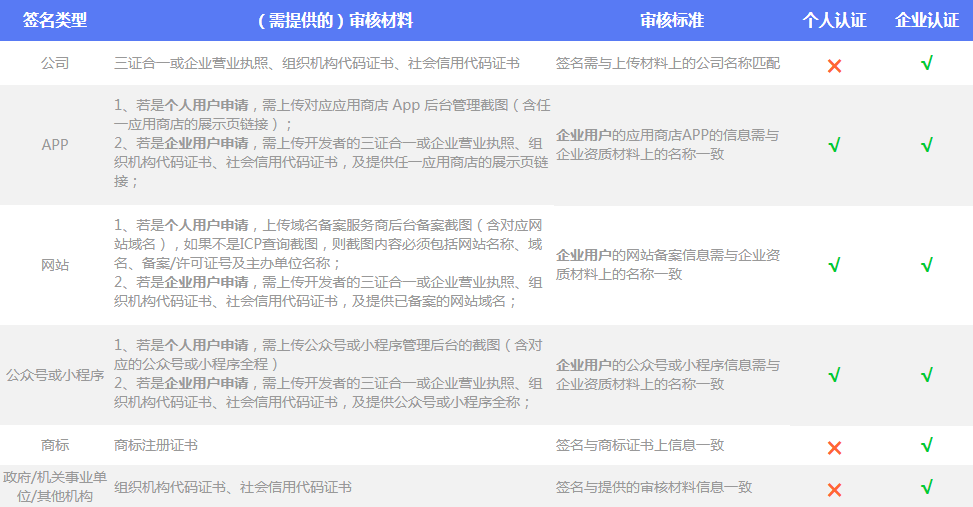 签名类型 （需提供的）审核材料 审核标准 个人认证 企业认证
公司 三证合一或企业营业执照、组织机构代码证书、社会信用代码证书 签名需与上传材料上的公司名称匹配 × √
APP
1、若是个人用户申请，需上传对应应用商店 App 后台管理截图（含任
一应用商店的展示页链接）；
2、若是企业用户申请，需上传开发者的三证合一或企业营业执照、组
织机构代码证书、社会信用代码证书，及提供任一应用商店的展示页链
接；
企业用户的应用商店APP的信息需与
企业资质材料上的名称一致
√ √
网站
1、若是个人用户申请，上传域名备案服务商后台备案截图（含对应网
站域名），如果不是ICP查询截图，则截图内容必须包括网站名称、域
名、备案/许可证号及主办单位名称；
2、若是企业用户申请，需上传开发者的三证合一或企业营业执照、组
织机构代码证书、社会信用代码证书，及提供已备案的网站域名；
企业用户的网站备案信息需与企业资
质材料上的名称一致
√ √
公众号或小程序
1、若是个人用户申请，需上传公众号或小程序管理后台的截图（含对
应的公众号或小程序全程）
2、若是企业用户申请，需上传开发者的三证合一或企业营业执照、组
织机构代码证书、社会信用代码证书，及提供公众号或小程序全称；
企业用户的公众号或小程序信息需与
企业资质材料上的名称一致
√ √
商标 商标注册证书 签名与商标证书上信息一致 × √
政府/机关事业单
位/其他机构
组织机构代码证书、社会信用代码证书 签名与提供的审核材料信息一致 × √